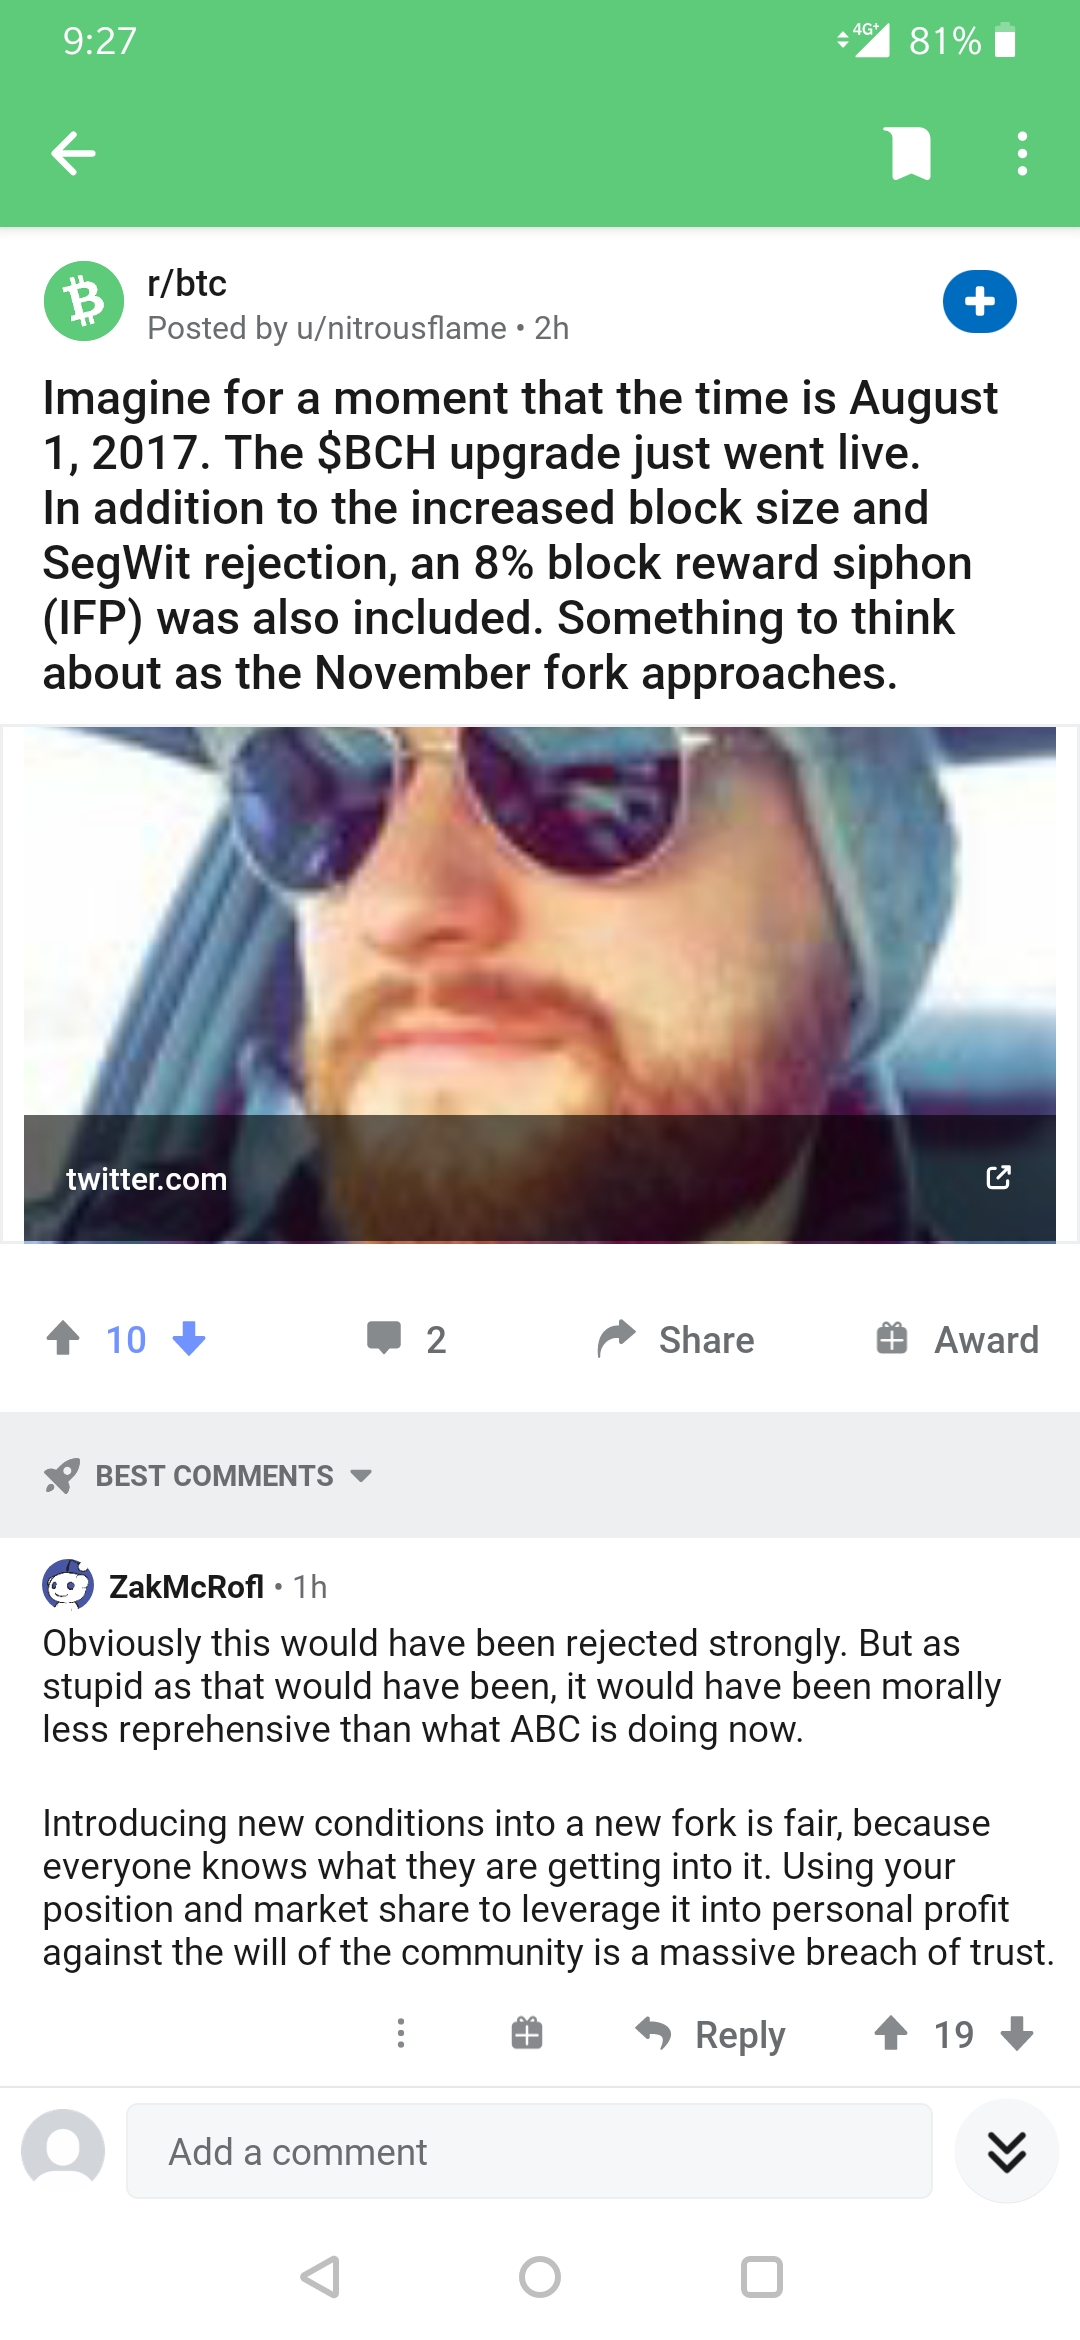 9:27
4G+ 81%
r/btc
Posted by u/nitrousflame • 2h
Imagine for a moment that the time is August
1, 2017. The $BCH upgrade just went live.
In addition to the increased block size and
SegWit rejection, an 8% block reward siphon
(IFP) was also included. Something to think
about as the November fork approaches.
twitter.com
10 2 Share Award
BEST COMMENTS
ZakMcRofl • 1h
Obviously this would have been rejected strongly. But as
stupid as that would have been, it would have been morally
less reprehensive than what ABC is doing now.
Introducing new conditions into a new fork is fair, because
everyone knows what they are getting into it. Using your
position and market share to leverage it into personal profit
against the will of the community is a massive breach of trust.
Reply 19
Add a comment